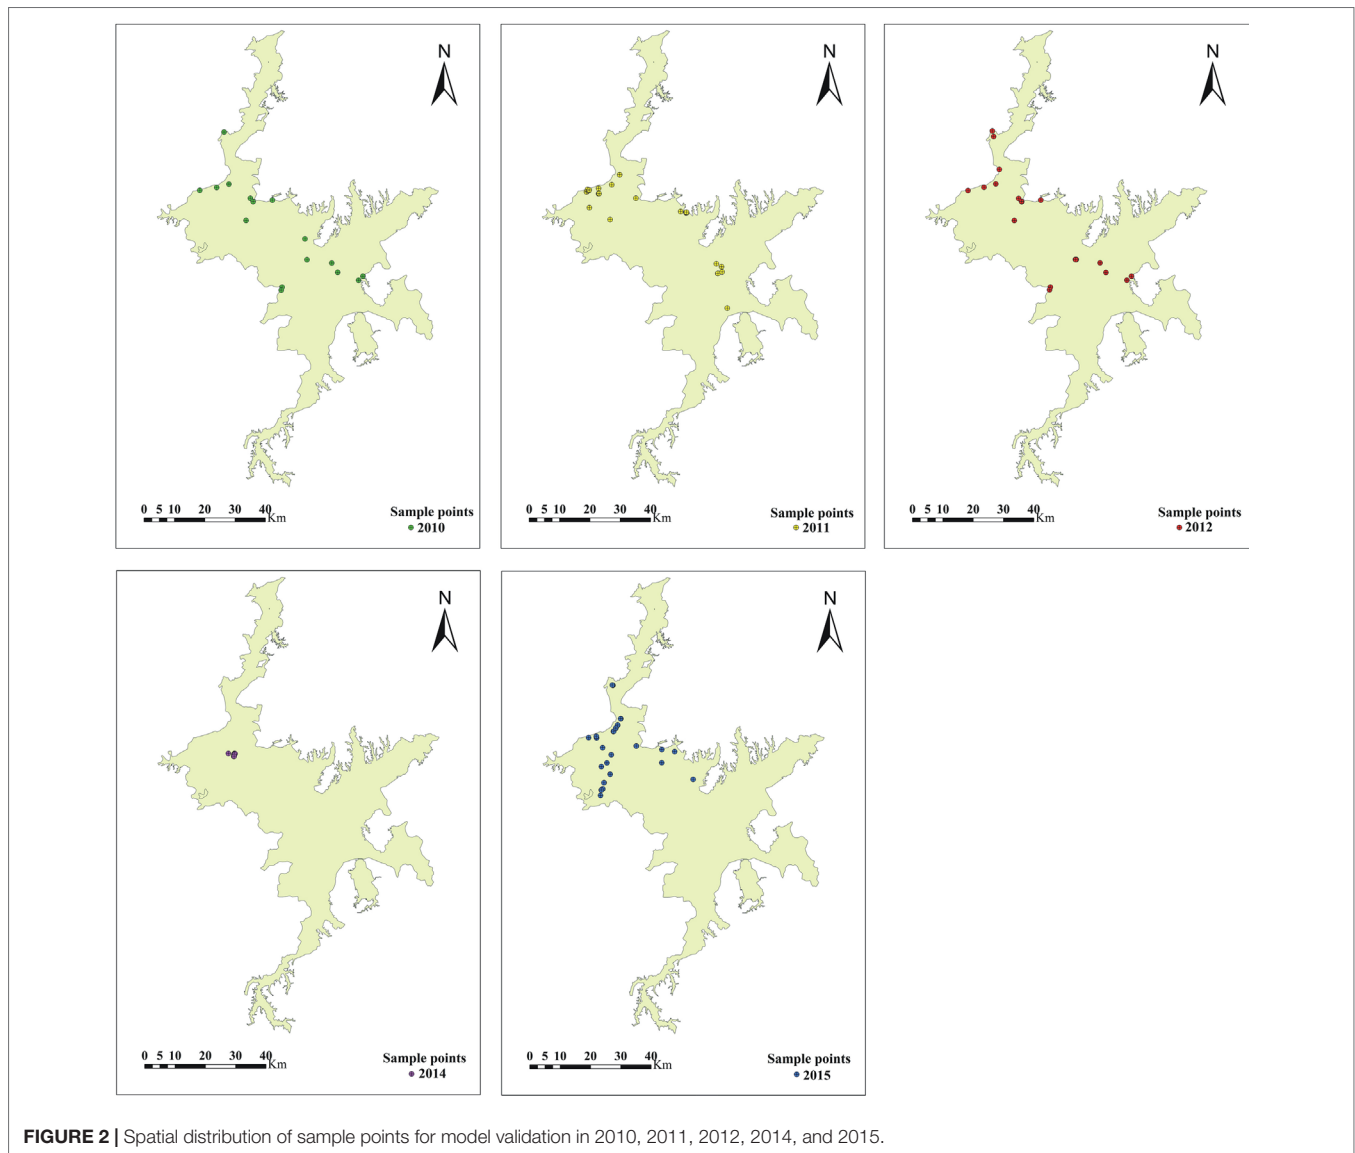 N
0 5 10 20 30 40
Km
Sample points
2010
N
0 5 10 20 30 40
Km
Sample points
2011
N
0 5 10 20 30 40
Km
Sample points
2012
N
0 5 10 20 30 40
Km
Sample points
2014
N
0 5 10 20 30 40
Km
Sample points
2015
FIGURE 2 | Spatial distribution of sample points for model validation in 2010, 2011, 2012, 2014, and 2015.